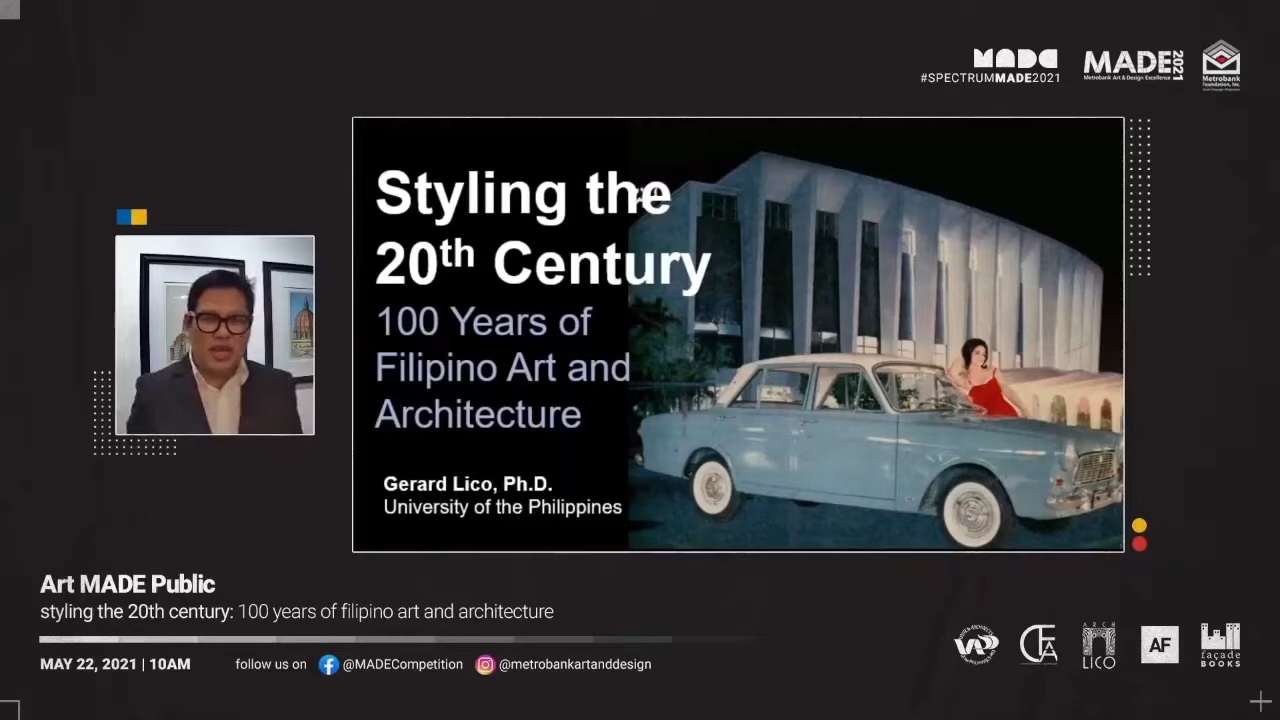 MADE
#SPECTRUMMADE2021
MADE 2021
Metrobank Art & Design Excellence
Metrobank
Foundation, Inc.
Styling the
20th Century
100 Years of
Filipino Art and
Architecture
Gerard Lico, Ph.D.
University of the Philippines
Art MADE Public
styling the 20th century: 100 years of filipino art and architecture
MAY 22, 2021 | 10AM
follow us on @MADECompetition @metrobankartanddesign
ARCH
LICO
AF
façade
BOOKS